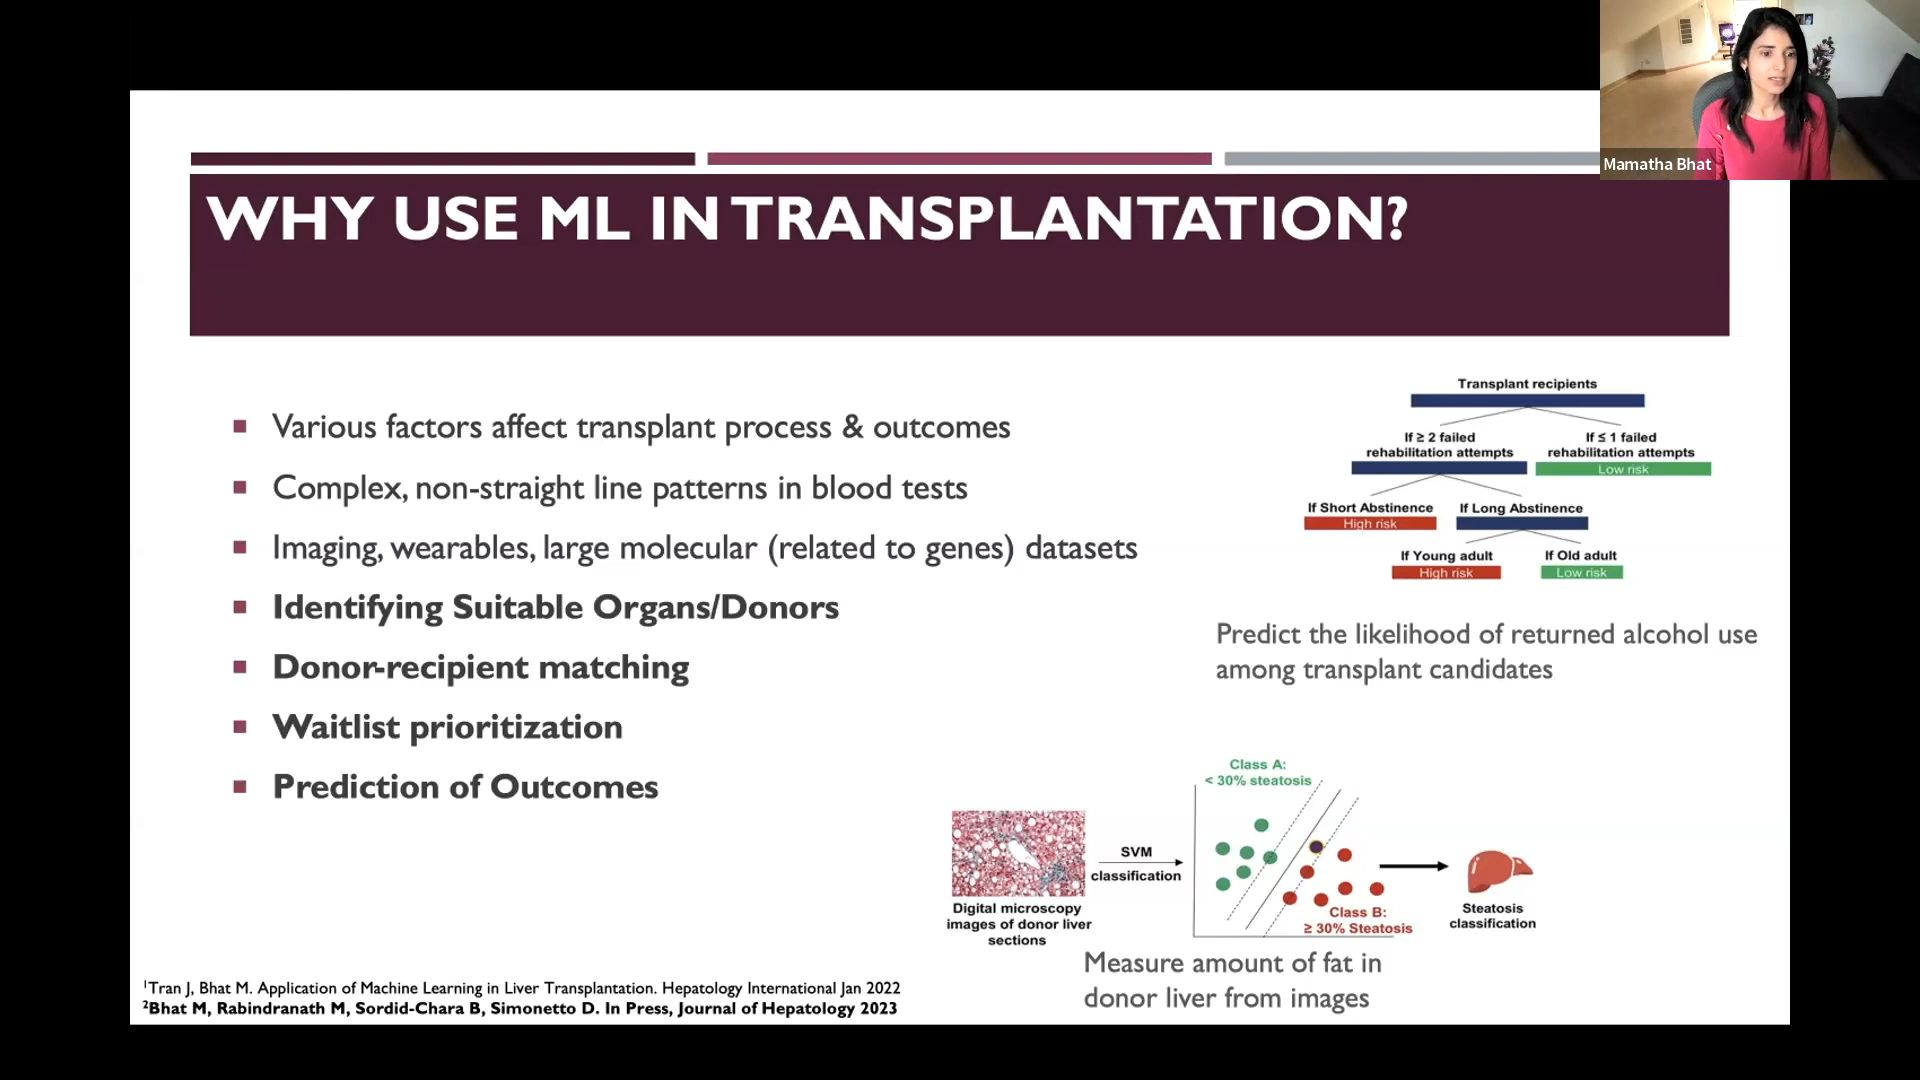 Mamatha Bhat
WHY USE ML IN TRANSPLANTATION?
Various factors affect transplant process & outcomes
Complex, non-straight line patterns in blood tests
Imaging, wearables, large molecular (related to genes) datasets
Identifying Suitable Organs/Donors
Donor-recipient matching
Waitlist prioritization
Prediction of Outcomes
Transplant recipients
If ≥ 2 failed
rehabilitation attempts
If ≤ 1 failed
rehabilitation attempts
Low risk
If Short Abstinence
High risk
If Long Abstinence
If Young adult
High risk
If Old adult
Low risk
Predict the likelihood of returned alcohol use
among transplant candidates
Digital microscopy
images of donor liver
sections
SVM
classification
Class A:
< 30% steatosis
Class B:
≥ 30% Steatosis
Steatosis
classification
Measure amount of fat in
donor liver from images
¹Tran J, Bhat M. Application of Machine Learning in Liver Transplantation. Hepatology International Jan 2022
²Bhat M, Rabindranath M, Sordid-Chara B, Simonetto D. In Press, Journal of Hepatology 2023